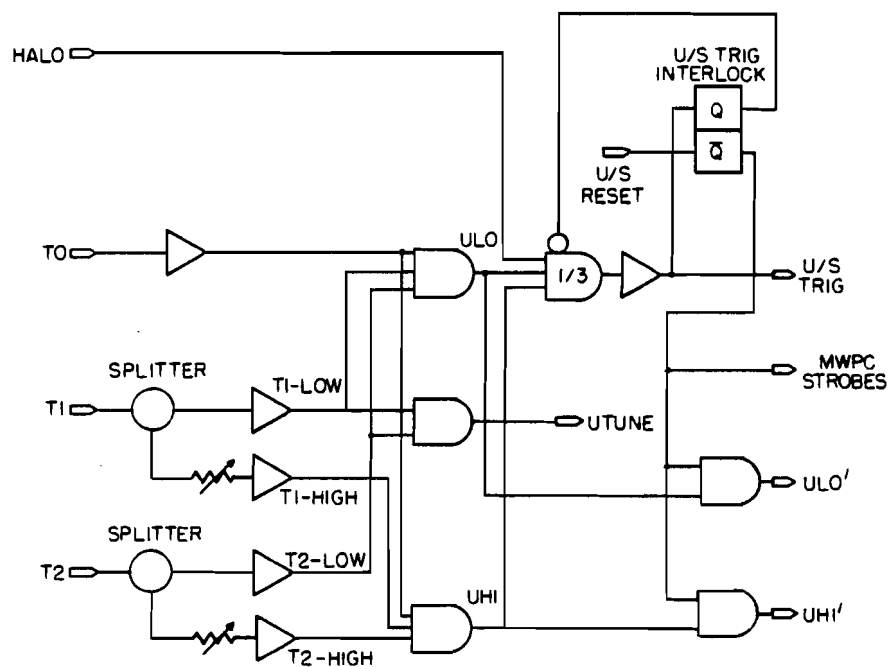 U/S TRIG
INTERLOCK
HALO
Q
Q̅
U/S
RESET
TO
ULO
1/3
U/S
TRIG
SPLITTER
T1-LOW
MWPC
STROBES
T1
UTUNE
T1-HIGH
ULO'
SPLITTER
T2-LOW
T2
UHI
UHI'
T2-HIGH